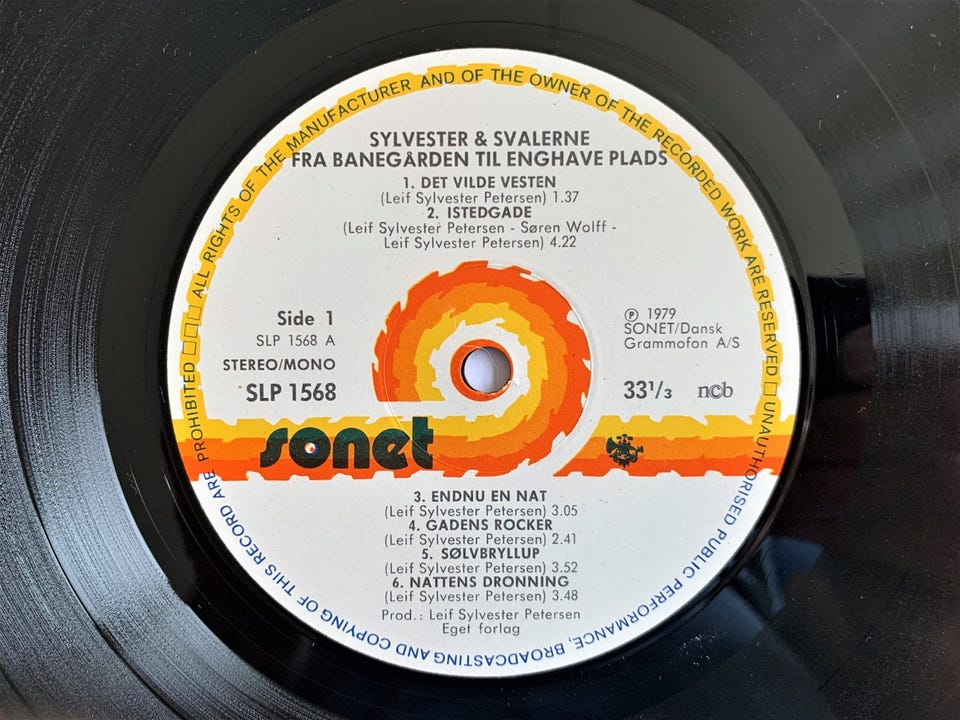 ALL RIGHTS OF THE MANUFACTURER AND OF THE OWNER OF THE RECORDED WORK ARE RESERVED □ UNAUTHORISED PUBLIC PERFORMANCE, BROADCASTING AND COPYING OF THIS RECORD ARE PROHIBITED □□□
SYLVESTER & SVALERNE
FRA BANEGÅRDEN TIL ENGHAVE PLADS
1. DET VILDE VESTEN
(Leif Sylvester Petersen) 1.37
2. ISTEDGADE
(Leif Sylvester Petersen - Søren Wolff -
Leif Sylvester Petersen) 4.22
Side 1
SLP 1568 A
STEREO/MONO
SLP 1568
℗ 1979
SONET/Dansk
Grammofon A/S
33⅓ ncb
sonet
3. ENDNU EN NAT
(Leif Sylvester Petersen) 3.05
4. GADENS ROCKER
(Leif Sylvester Petersen) 2.41
5. SØLVBRYLLUP
(Leif Sylvester Petersen) 3.52
6. NATTENS DRONNING
(Leif Sylvester Petersen) 3.48
Prod.: Leif Sylvester Petersen
Eget forlag